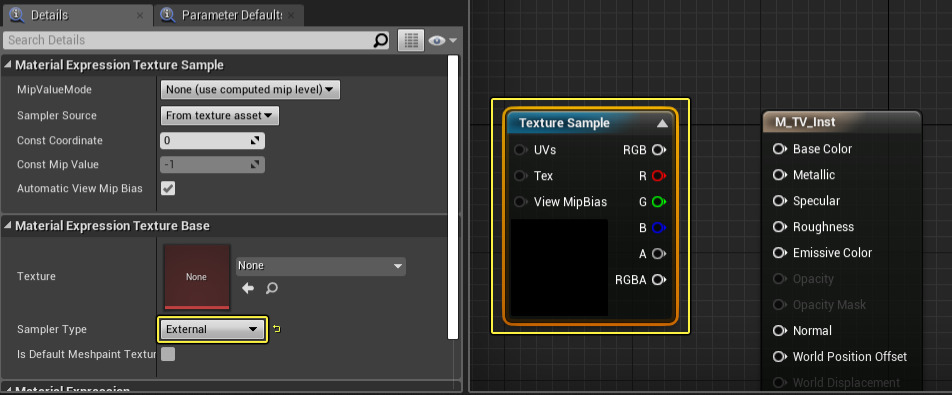 Details
Parameter Defaults
Search Details
Material Expression Texture Sample
MipValueMode
None (use computed mip level)
Sampler Source
From texture asset
Const Coordinate
0
Const Mip Value
-1
Automatic View Mip Bias
Material Expression Texture Base
Texture
None
None
Sampler Type
External
Is Default Meshpaint Textur
Material Expression
Texture Sample
UVs
RGB
Tex
R
View MipBias
G
B
A
RGBA
M_TV_Inst
Base Color
Metallic
Specular
Roughness
Emissive Color
Opacity
Opacity Mask
Normal
World Position Offset
World Displacement